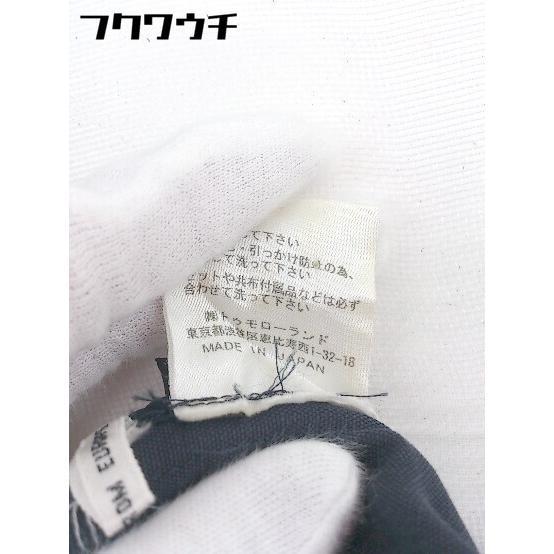 フクワウチ
って下さい
・引っかけ防止の為、
て洗って下さい
セットや共布付属品などは必ず
合わせて洗って下さい
㈱トゥモローランド
東京都渋谷区恵比寿西1-32-18
MADE IN JAPAN